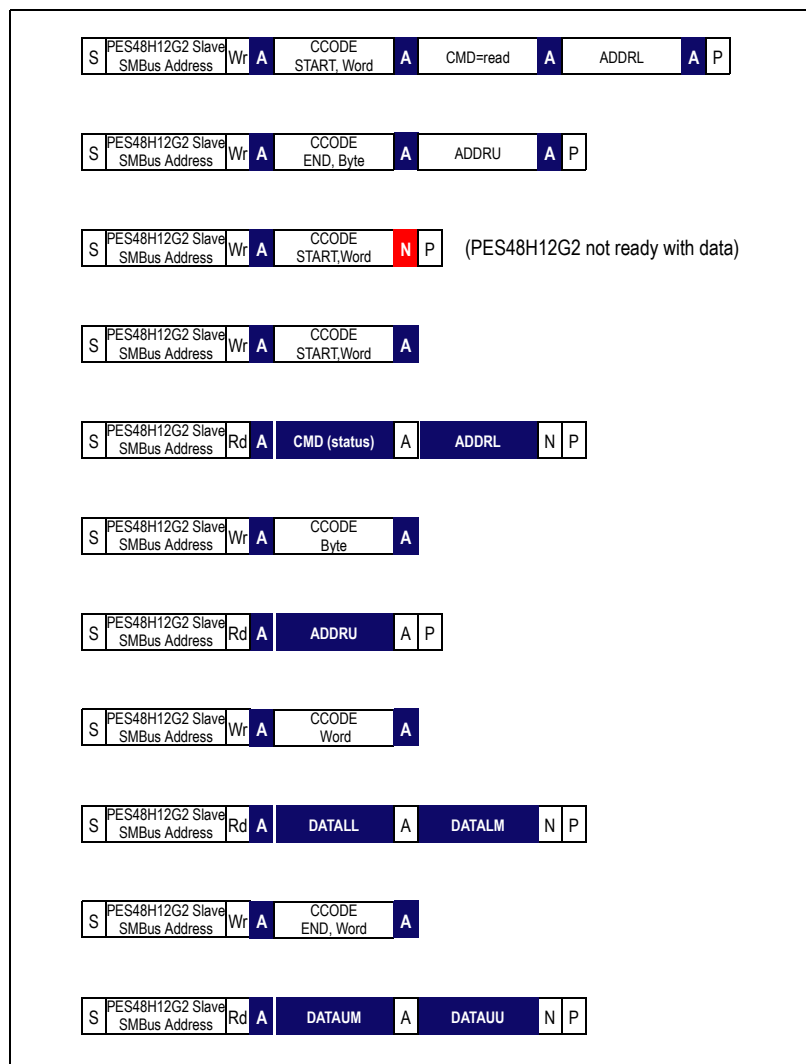 S PES48H12G2 Slave SMBus Address Wr A CCODE START, Word A CMD=read A ADDRL A P
S PES48H12G2 Slave SMBus Address Wr A CCODE END, Byte A ADDRU A P
S PES48H12G2 Slave SMBus Address Wr A CCODE START,Word N P (PES48H12G2 not ready with data)
S PES48H12G2 Slave SMBus Address Wr A CCODE START,Word A
S PES48H12G2 Slave SMBus Address Rd A CMD (status) A ADDRL N P
S PES48H12G2 Slave SMBus Address Wr A CCODE Byte A
S PES48H12G2 Slave SMBus Address Rd A ADDRU A P
S PES48H12G2 Slave SMBus Address Wr A CCODE Word A
S PES48H12G2 Slave SMBus Address Rd A DATALL A DATALM N P
S PES48H12G2 Slave SMBus Address Wr A CCODE END, Word A
S PES48H12G2 Slave SMBus Address Rd A DATAUM A DATAUU N P